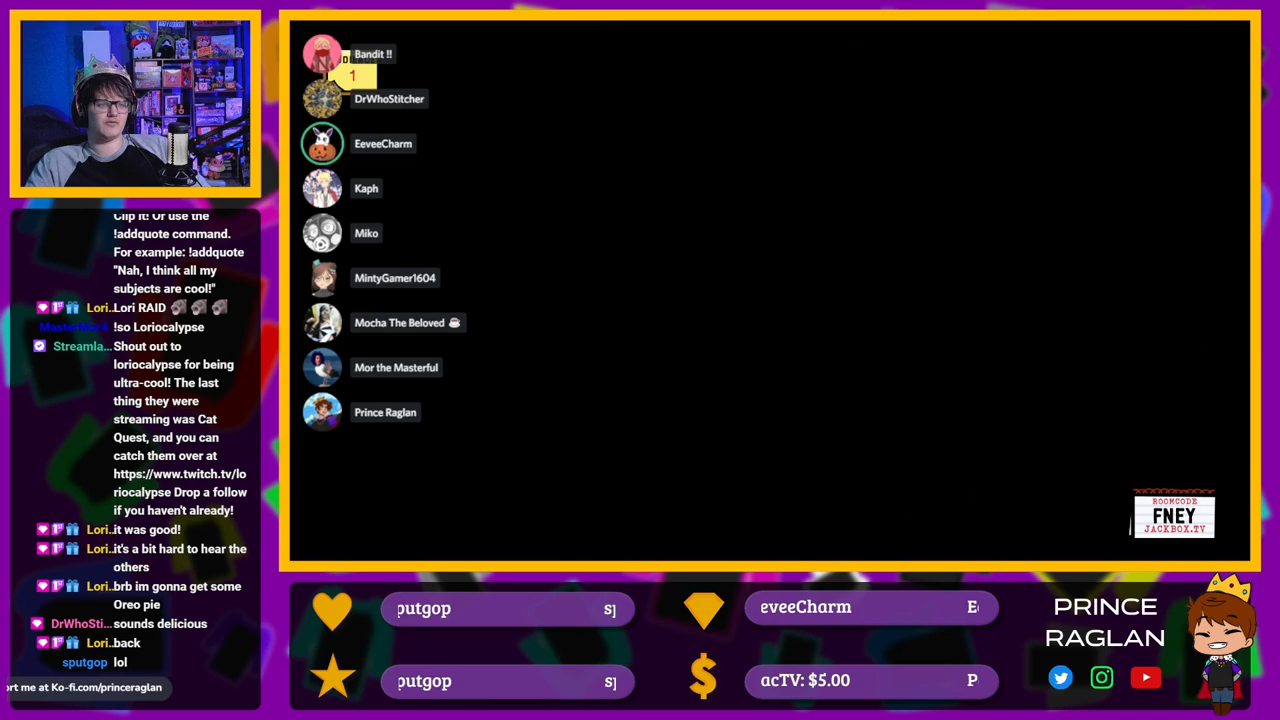 Bandit !!
1
DrWhoStitcher
EeveeCharm
Kaph
Miko
MintyGamer1604
Mocha The Beloved
Mor the Masterful
Prince Raglan
ROOMCODE
FNEY
JACKBOX.TV
Clip it! Or use the
!addquote command.
For example: !addquote
"Nah, I think all my
subjects are cool!"
Lori.. Lori RAID
MasterMor4 !so Loriocalypse
Streamla... Shout out to
loriocalypse for being
ultra-cool! The last
thing they were
streaming was Cat
Quest, and you can
catch them over at
https://www.twitch.tv/lo
riocalypse Drop a follow
if you haven't already!
Lori.. it was good!
Lori.. it's a bit hard to hear the
others
Lori.. brb im gonna get some
Oreo pie
DrWhoSti... sounds delicious
Lori.. back
sputgop lol
ort me at Ko-fi.com/princeraglan
putgop sp
eveeCharm E
putgop sp
acTV: $5.00 P
PRINCE
RAGLAN